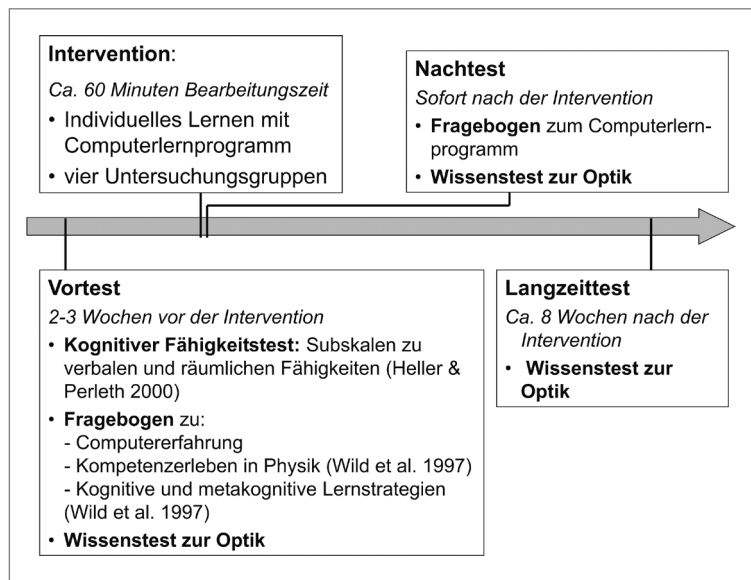 Intervention:
Ca. 60 Minuten Bearbeitungszeit
• Individuelles Lernen mit
Computerlernprogramm
• vier Untersuchungsgruppen
Nachtest
Sofort nach der Intervention
• Fragebogen zum Computerlern-
programm
• Wissenstest zur Optik
Vortest
2-3 Wochen vor der Intervention
• Kognitiver Fähigkeitstest: Subskalen zu
verbalen und räumlichen Fähigkeiten (Heller &
Perleth 2000)
• Fragebogen zu:
- Computererfahrung
- Kompetenzerleben in Physik (Wild et al. 1997)
- Kognitive und metakognitive Lernstrategien
(Wild et al. 1997)
• Wissenstest zur Optik
Langzeittest
Ca. 8 Wochen nach der
Intervention
• Wissenstest zur
Optik